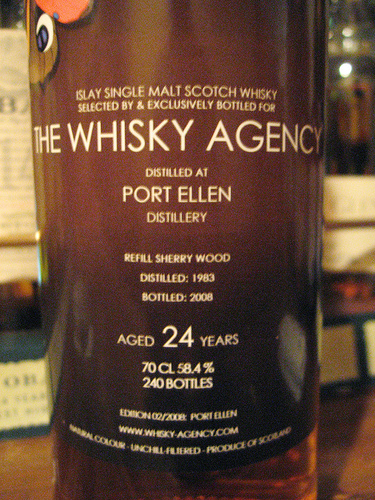 ISLAY SINGLE MALT SCOTCH WHISKY
SELECTED BY & EXCLUSIVELY BOTTLED FOR
THE WHISKY AGENCY
DISTILLED AT
PORT ELLEN
DISTILLERY
REFILL SHERRY WOOD
DISTILLED: 1983
BOTTLED: 2008
AGED 24 YEARS
70 CL 58.4 %
240 BOTTLES
EDITION 02/2008: PORT ELLEN
WWW.WHISKY-AGENCY.COM
NATURAL COLOUR · UNCHILL-FILTERED · PRODUCE OF SCOTLAND